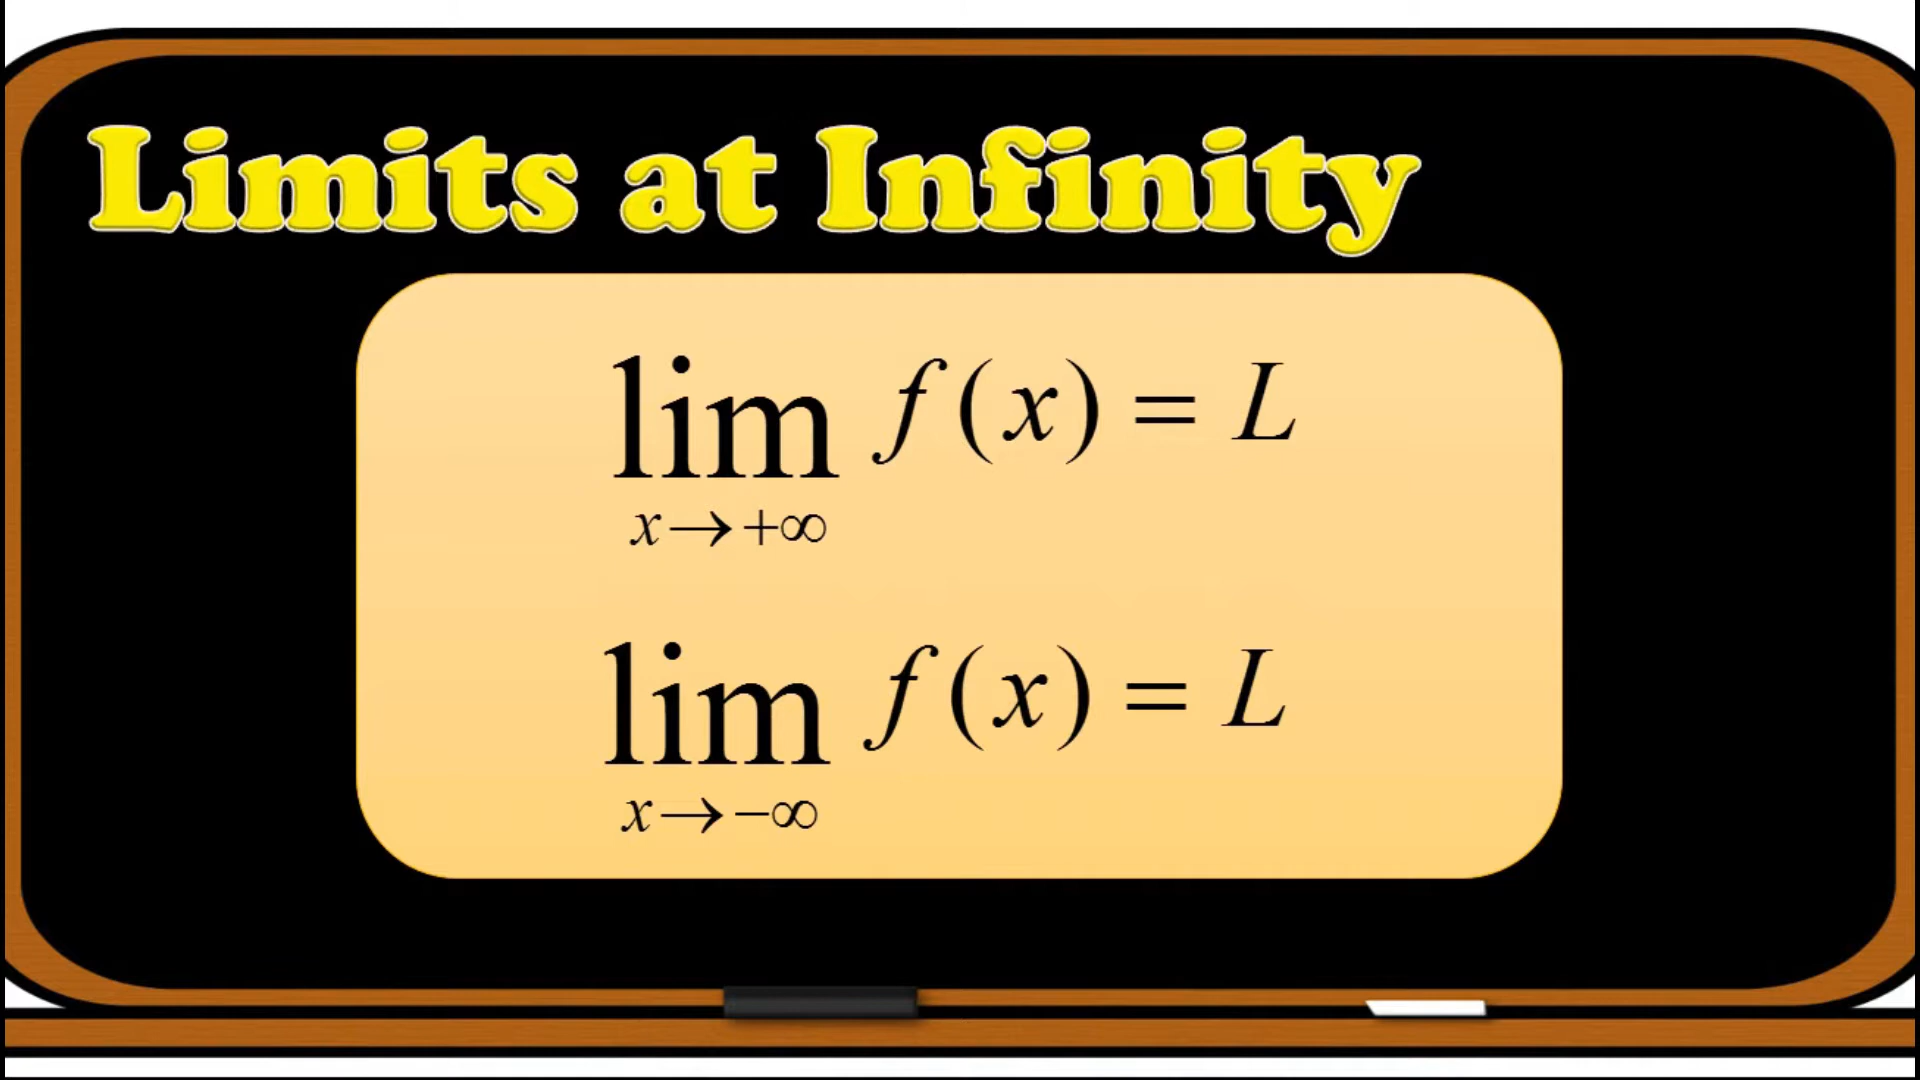 Limits at Infinity
lim f(x) = L
x→+∞
lim f(x) = L
x→−∞